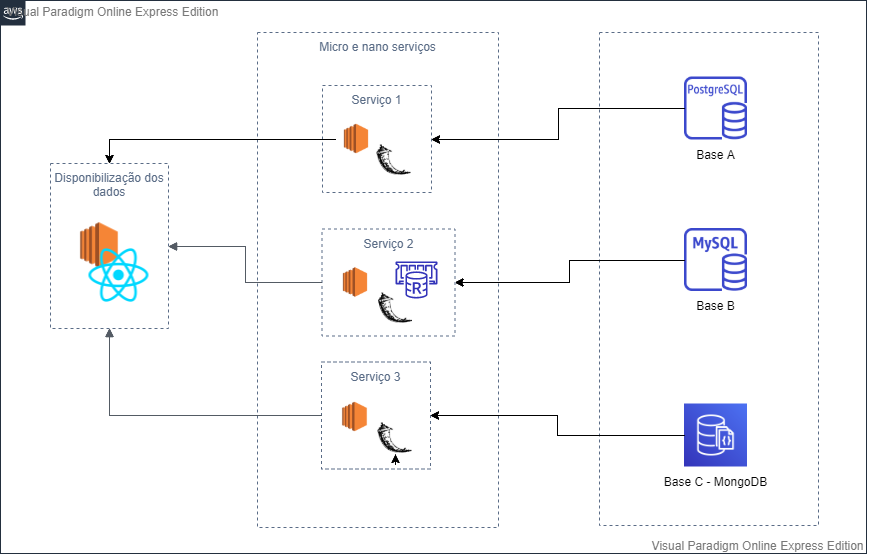 aws
Visual Paradigm Online Express Edition
Micro e nano serviços
Serviço 1
PostgreSQL
Base A
Disponibilização dos
dados
Serviço 2
R
MySQL
Base B
Serviço 3
{}
Base C - MongoDB
Visual Paradigm Online Express Edition